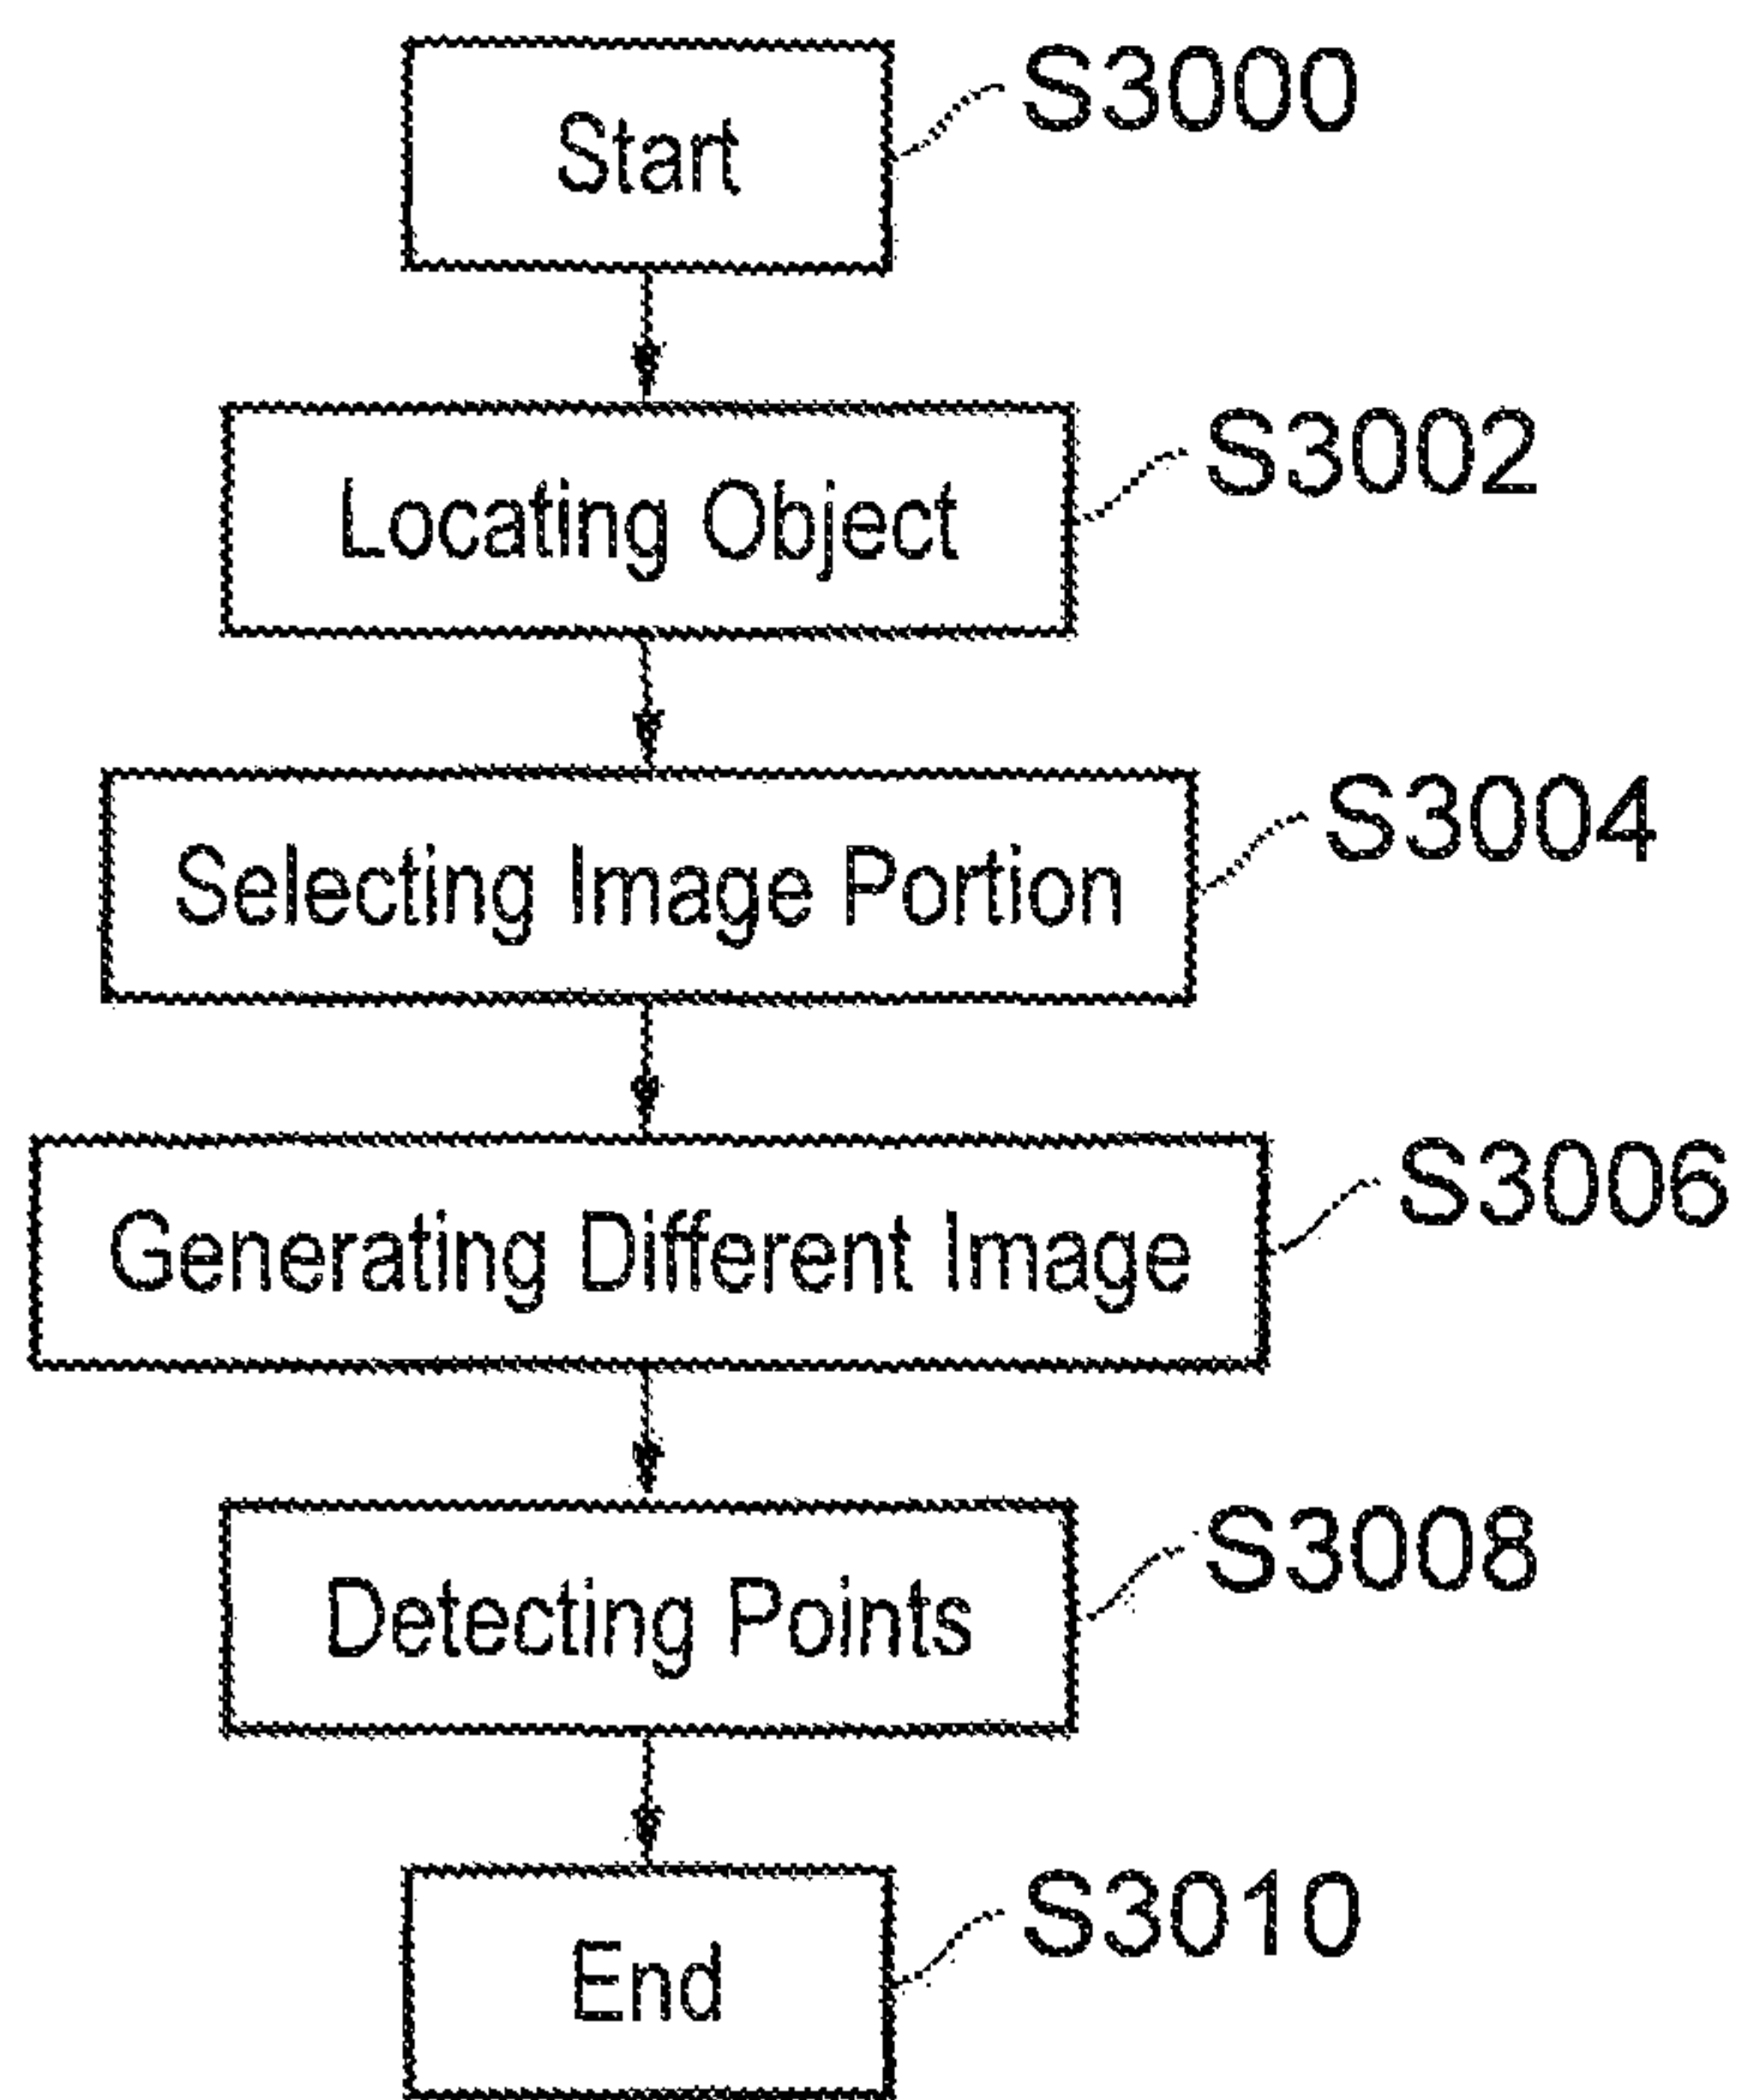 Start
S3000
Locating Object
S3002
Selecting Image Portion
S3004
Generating Different Image
S3006
Detecting Points
S3008
End
S3010